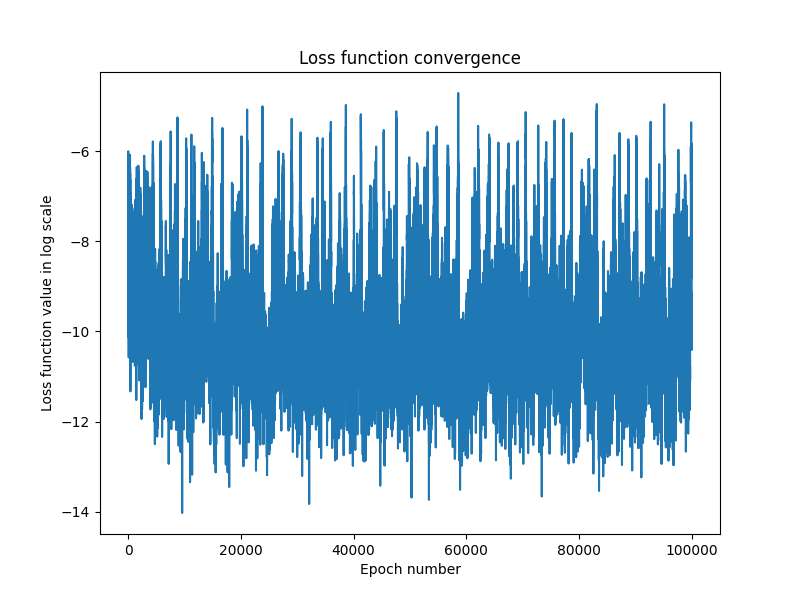 Loss function convergence
Loss function value in log scale
−6
−8
−10
−12
−14
0 20000 40000 60000 80000 100000
Epoch number